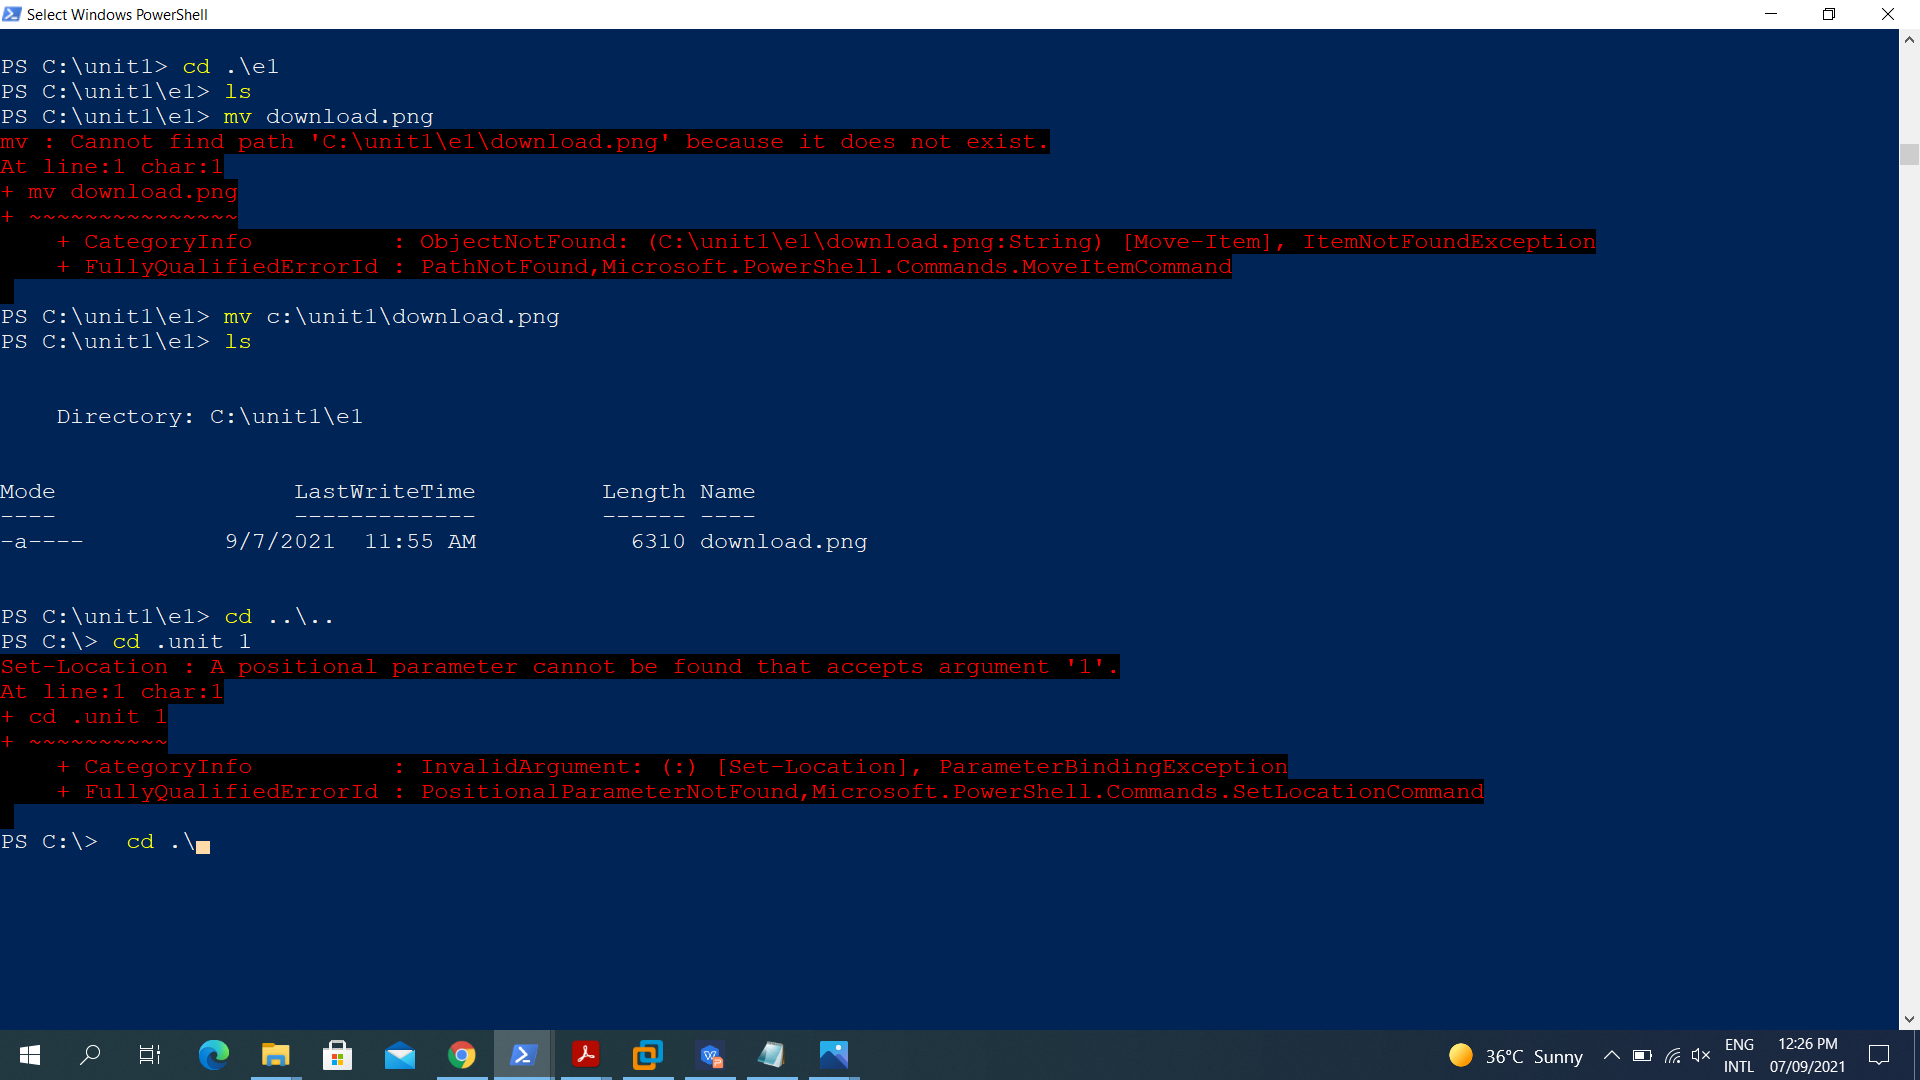 Select Windows PowerShell
PS C:\unit1> cd .\e1
PS C:\unit1\e1> ls
PS C:\unit1\e1> mv download.png
mv : Cannot find path 'C:\unit1\e1\download.png' because it does not exist.
At line:1 char:1
+ mv download.png
+ ~~~~~~~~~~~~~~~
    + CategoryInfo          : ObjectNotFound: (C:\unit1\e1\download.png:String) [Move-Item], ItemNotFoundException
    + FullyQualifiedErrorId : PathNotFound,Microsoft.PowerShell.Commands.MoveItemCommand
PS C:\unit1\e1> mv c:\unit1\download.png
PS C:\unit1\e1> ls
    Directory: C:\unit1\e1
Mode                 LastWriteTime         Length Name
----                 -------------         ------ ----
-a----          9/7/2021  11:55 AM           6310 download.png
PS C:\unit1\e1> cd ..\..
PS C:\> cd .unit 1
Set-Location : A positional parameter cannot be found that accepts argument '1'.
At line:1 char:1
+ cd .unit 1
+ ~~~~~~~~~~
    + CategoryInfo          : InvalidArgument: (:) [Set-Location], ParameterBindingException
    + FullyQualifiedErrorId : PositionalParameterNotFound,Microsoft.PowerShell.Commands.SetLocationCommand
PS C:\>  cd .\
36°C Sunny
ENG
INTL
12:26 PM
07/09/2021